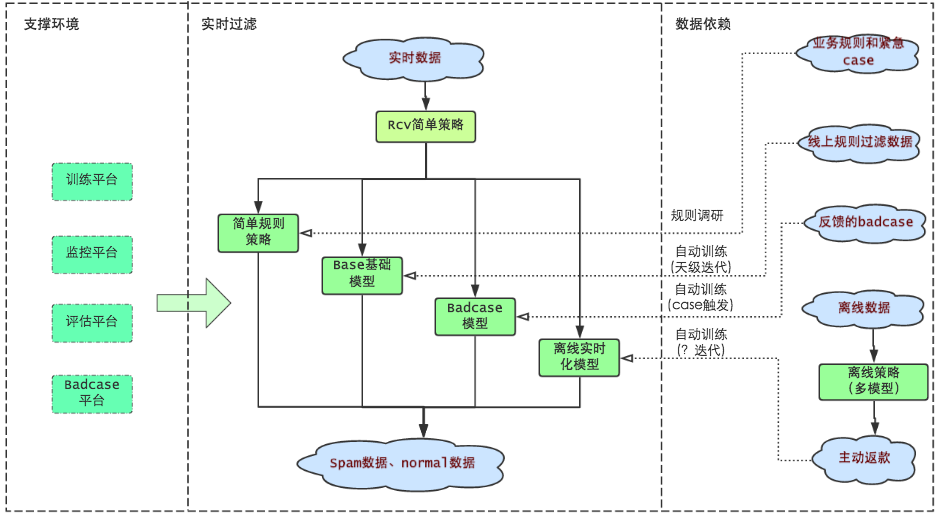 支撑环境
训练平台
监控平台
评估平台
Badcase
平台
实时过滤
实时数据
Rcv简单策略
简单规则
策略
Base基础
模型
Badcase
模型
离线实时
化模型
Spam数据、normal数据
规则调研
自动训练
(天级迭代)
自动训练
(case触发)
自动训练
(？迭代)
数据依赖
业务规则和紧急
case
线上规则过滤数据
反馈的badcase
离线数据
离线策略
（多模型）
主动返款